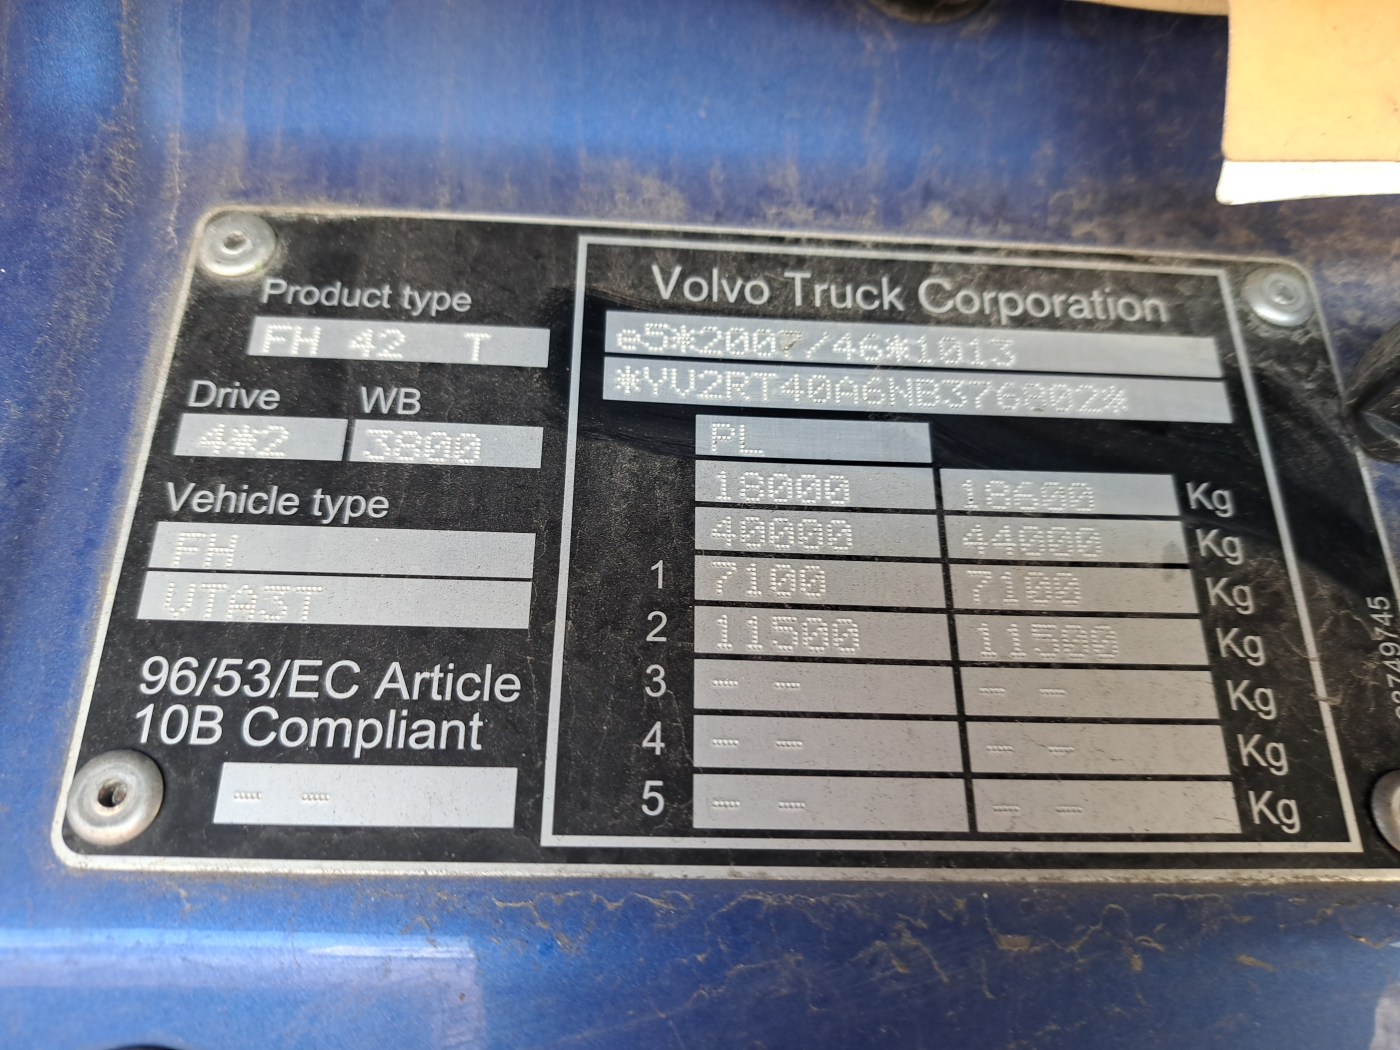 Product type
FH 42 T
Drive WB
4*2 3800
Vehicle type
FH
VTA3T
96/53/EC Article
10B Compliant
-- --
Volvo Truck Corporation
e5*2007/46*1013
*YV2RT40A6NB376802*
PL
18000 18600 Kg
40000 44000 Kg
1 7100 7100 Kg
2 11500 11500 Kg
3 -- -- -- -- Kg
4 -- -- -- -- Kg
5 -- -- -- -- Kg